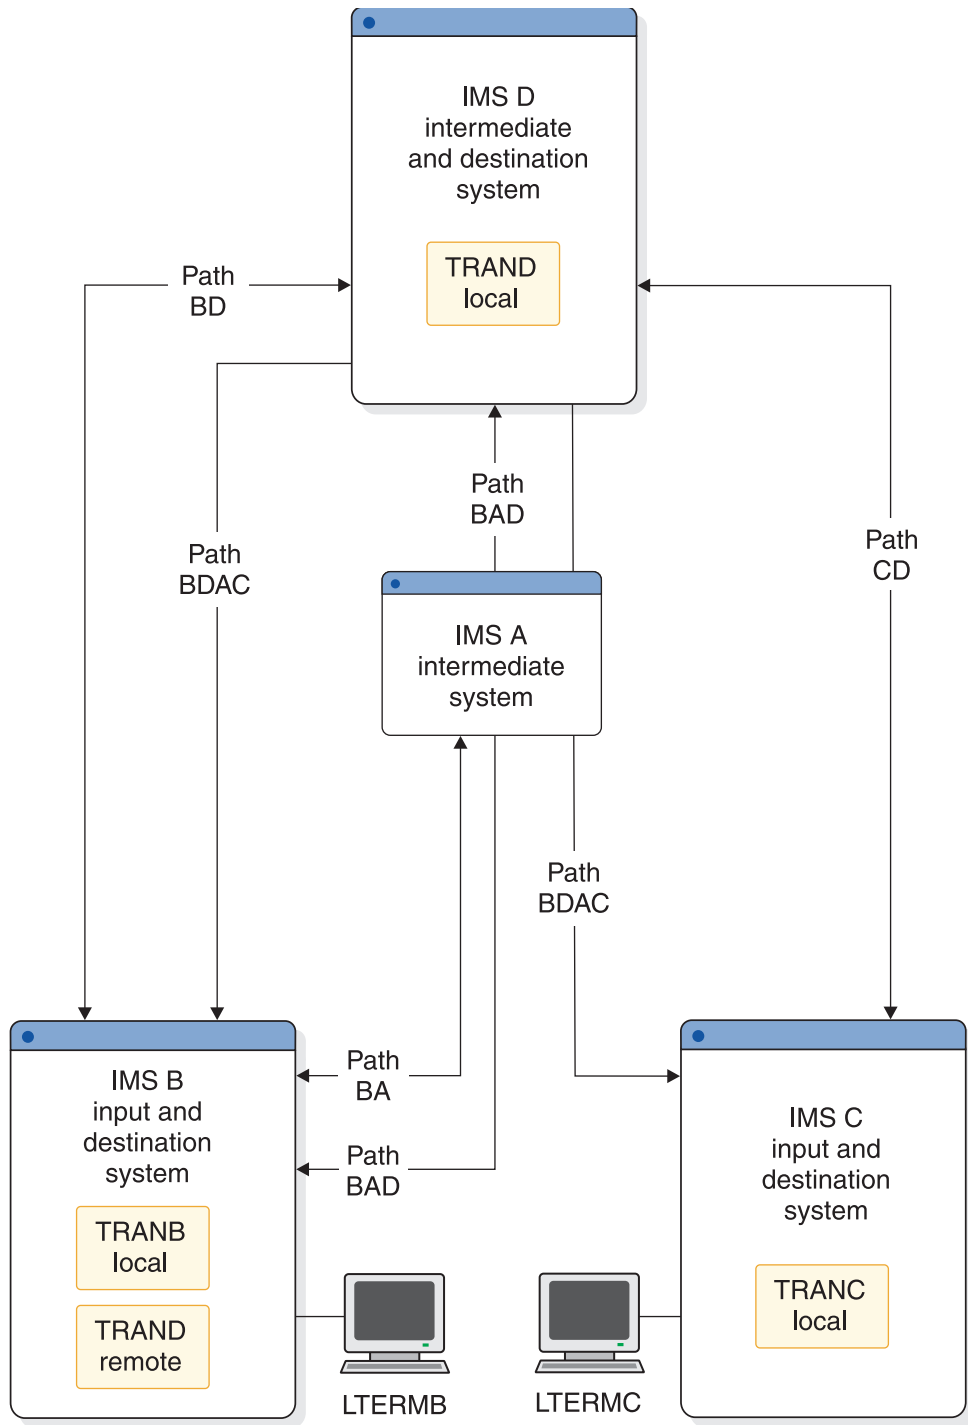 IMS D
intermediate
and destination
system
TRAND
local
Path
BD
Path
BAD
Path
BDAC
Path
CD
IMS A
intermediate
system
Path
BDAC
Path
BA
Path
BAD
IMS B
input and
destination
system
TRANB
local
TRAND
remote
LTERMB
LTERMC
IMS C
input and
destination
system
TRANC
local